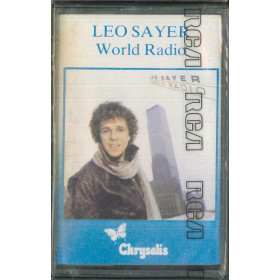 LEO SAYER
World Radio
SAYER
RADIO
Chrysalis
RCA RCA RCA